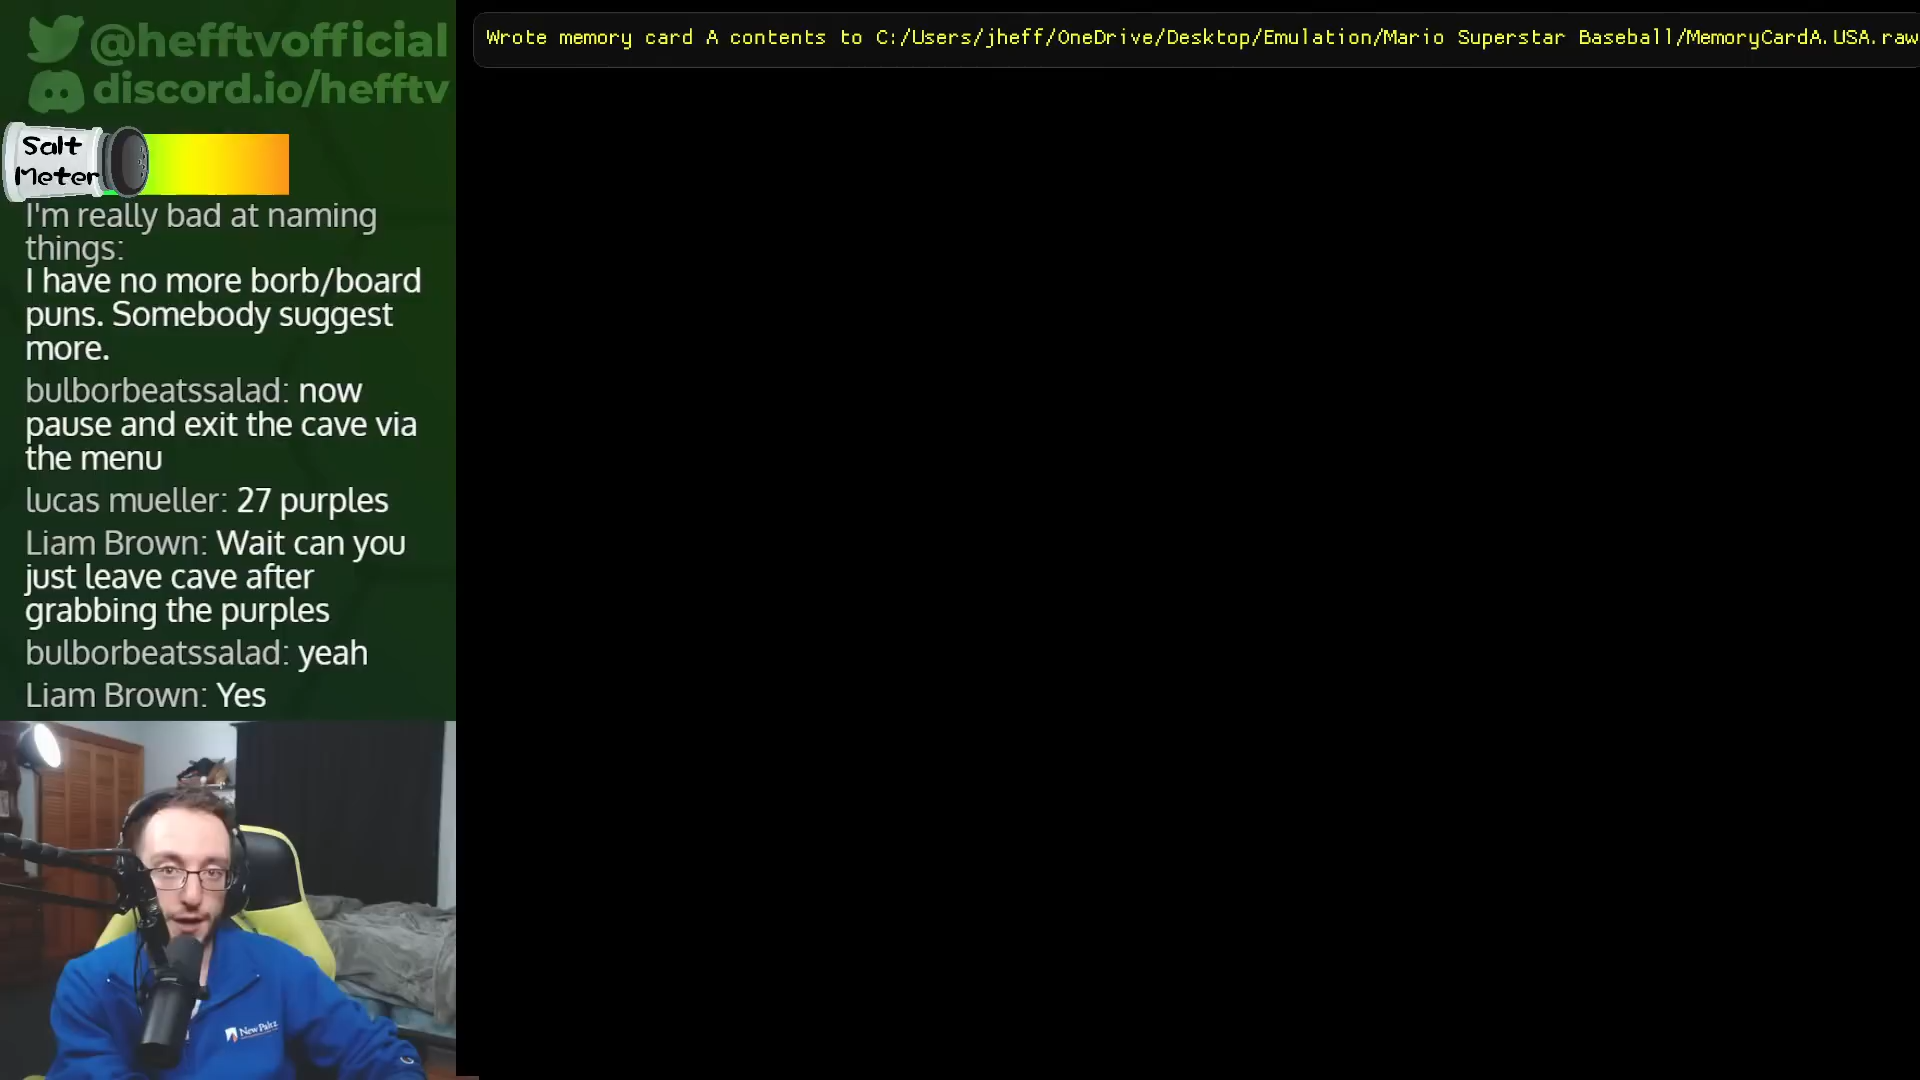 @hefftvofficial
discord.io/hefftv
Salt
Meter
I'm really bad at naming
things:
I have no more borb/board
puns. Somebody suggest
more.
bulborbeatssalad: now
pause and exit the cave via
the menu
lucas mueller: 27 purples
Liam Brown: Wait can you
just leave cave after
grabbing the purples
bulborbeatssalad: yeah
Liam Brown: Yes
Wrote memory card A contents to C:/Users/jheff/OneDrive/Desktop/Emulation/Mario Superstar Baseball/MemoryCardA.USA.raw
New Paltz